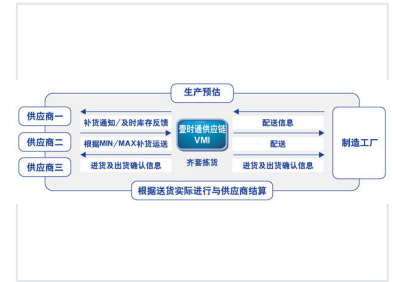 生产预估
供应商一
供应商二
供应商三
补货通知/及时库存反馈
根据MIN/MAX补货运送
进货及出货确认信息
壹时通供应链
VMI
齐套拣货
配送信息
配送
进货及出货确认信息
制造工厂
根据送货实际进行与供应商结算